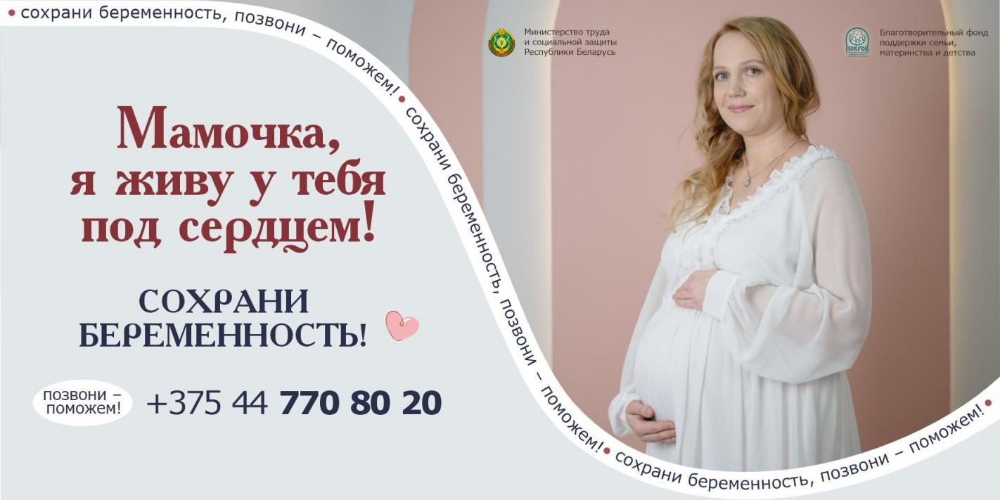 сохрани беременность, позвони – поможем!
сохрани беременность, позвони – поможем!
сохрани беременность, позвони – поможем!
Министерство труда
и социальной защиты
Республики Беларусь
ПОКРОВ
Благотворительный фонд
поддержки семьи,
материнства и детства
Мамочка,
я живу у тебя
под сердцем!
СОХРАНИ
БЕРЕМЕННОСТЬ!
позвони –
поможем!
+375 44 770 80 20